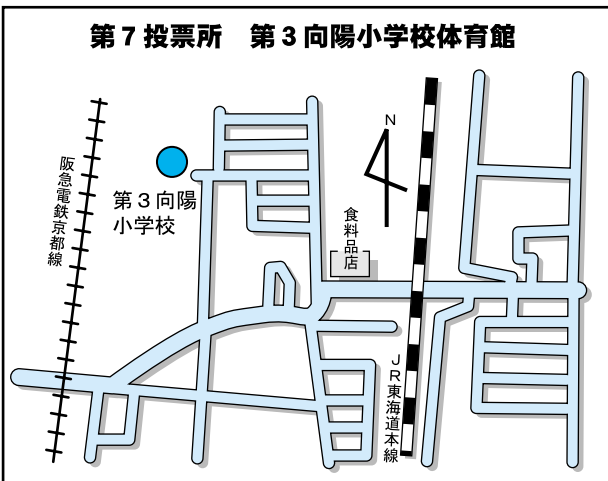 第7投票所　第3向陽小学校体育館
N
阪急電鉄京都線
第3向陽
小学校
食料品店
JR東海道本線